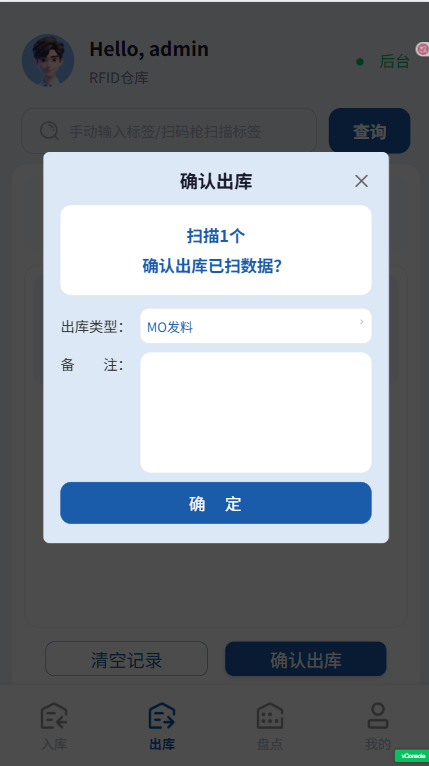 Hello, admin
后台
RFID仓库
手动输入标签/扫码枪扫描标签
查询
确认出库
扫描1个
确认出库已扫数据？
出库类型：
MO发料
备 注：
确 定
清空记录
确认出库
入库
出库
盘点
我的
vConsole